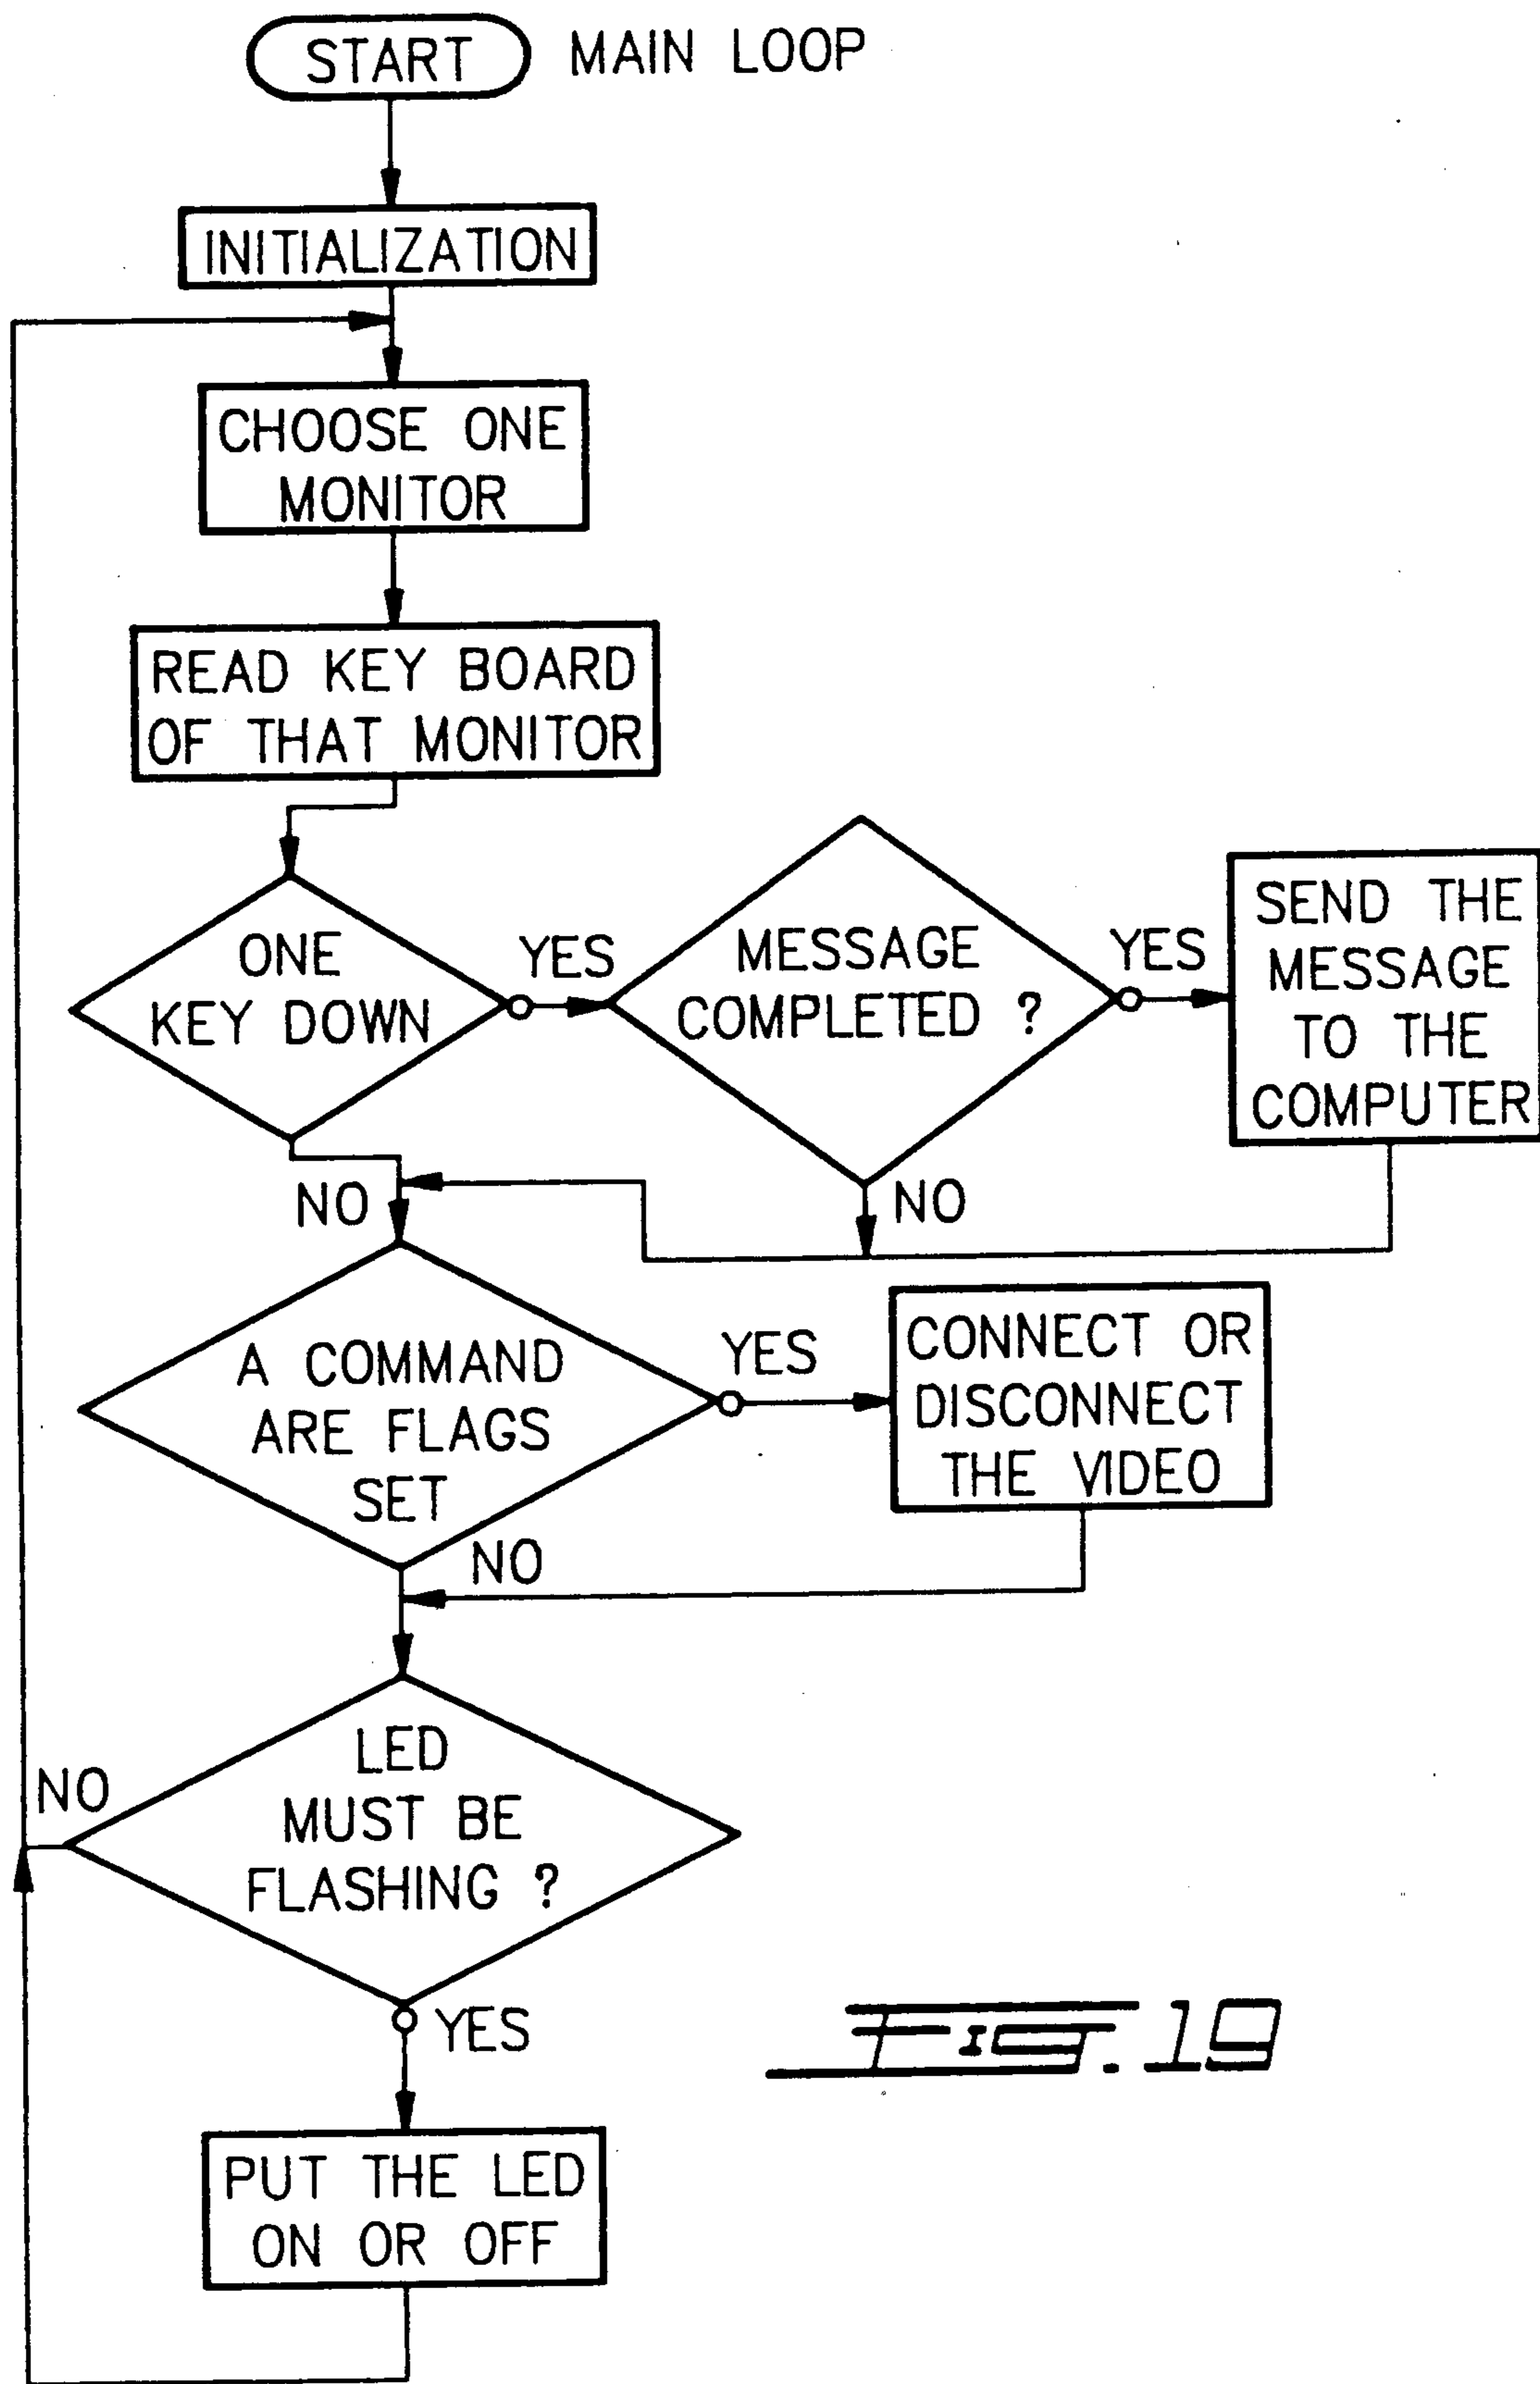 START MAIN LOOP
INITIALIZATION
CHOOSE ONE
MONITOR
READ KEY BOARD
OF THAT MONITOR
ONE
KEY DOWN
YES
MESSAGE
COMPLETED ?
YES
SEND THE
MESSAGE
TO THE
COMPUTER
NO
NO
A COMMAND
ARE FLAGS
SET
YES
CONNECT OR
DISCONNECT
THE VIDEO
NO
LED
MUST BE
FLASHING ?
NO
YES
PUT THE LED
ON OR OFF
Fig. 19